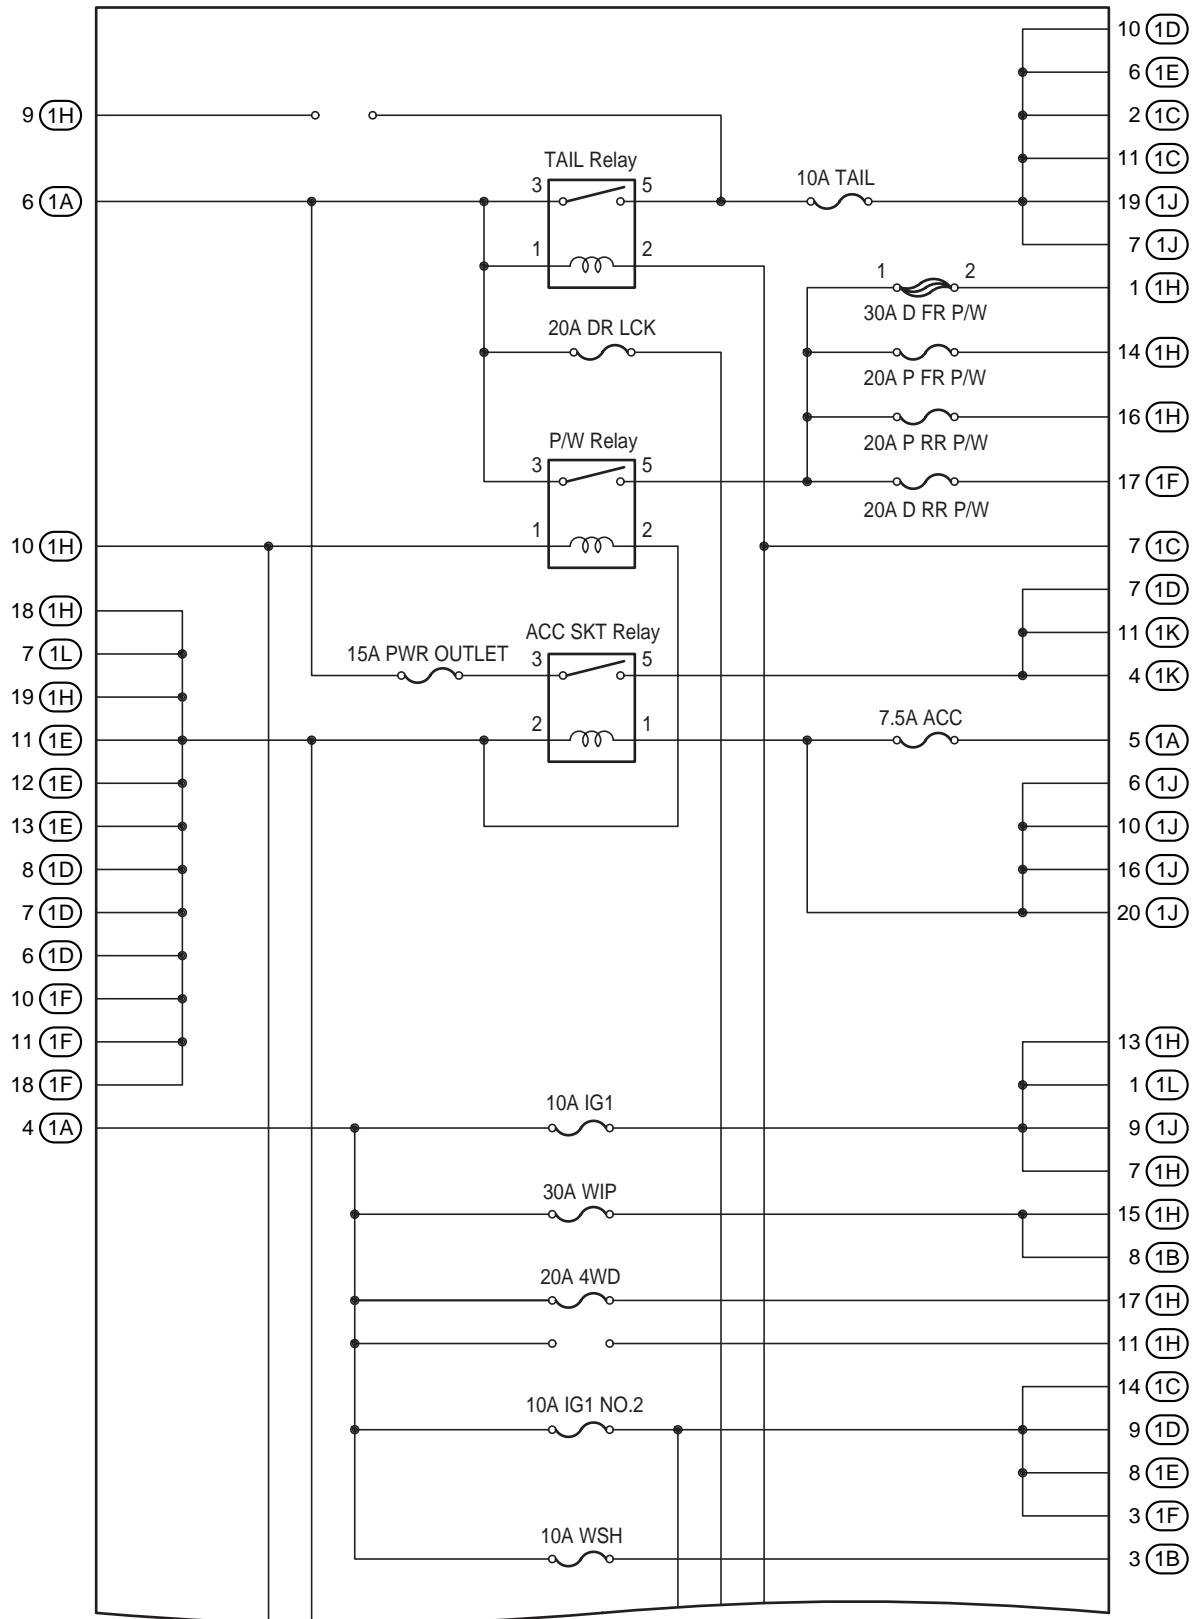 10 1D
6 1E
9 1H
2 1C
11 1C
TAIL Relay
10A TAIL
6 1A
3 5
19 1J
1 2
7 1J
1 2
1 1H
30A D FR P/W
20A DR LCK
14 1H
20A P FR P/W
16 1H
P/W Relay
20A P RR P/W
3 5
17 1F
20A D RR P/W
10 1H
1 2
7 1C
7 1D
18 1H
ACC SKT Relay
11 1K
7 1L
15A PWR OUTLET
3 5
4 1K
19 1H
7.5A ACC
11 1E
2 1
5 1A
12 1E
6 1J
13 1E
10 1J
8 1D
16 1J
7 1D
20 1J
6 1D
10 1F
11 1F
13 1H
18 1F
1 1L
10A IG1
4 1A
9 1J
7 1H
30A WIP
15 1H
8 1B
20A 4WD
17 1H
11 1H
14 1C
10A IG1 NO.2
9 1D
8 1E
3 1F
10A WSH
3 1B